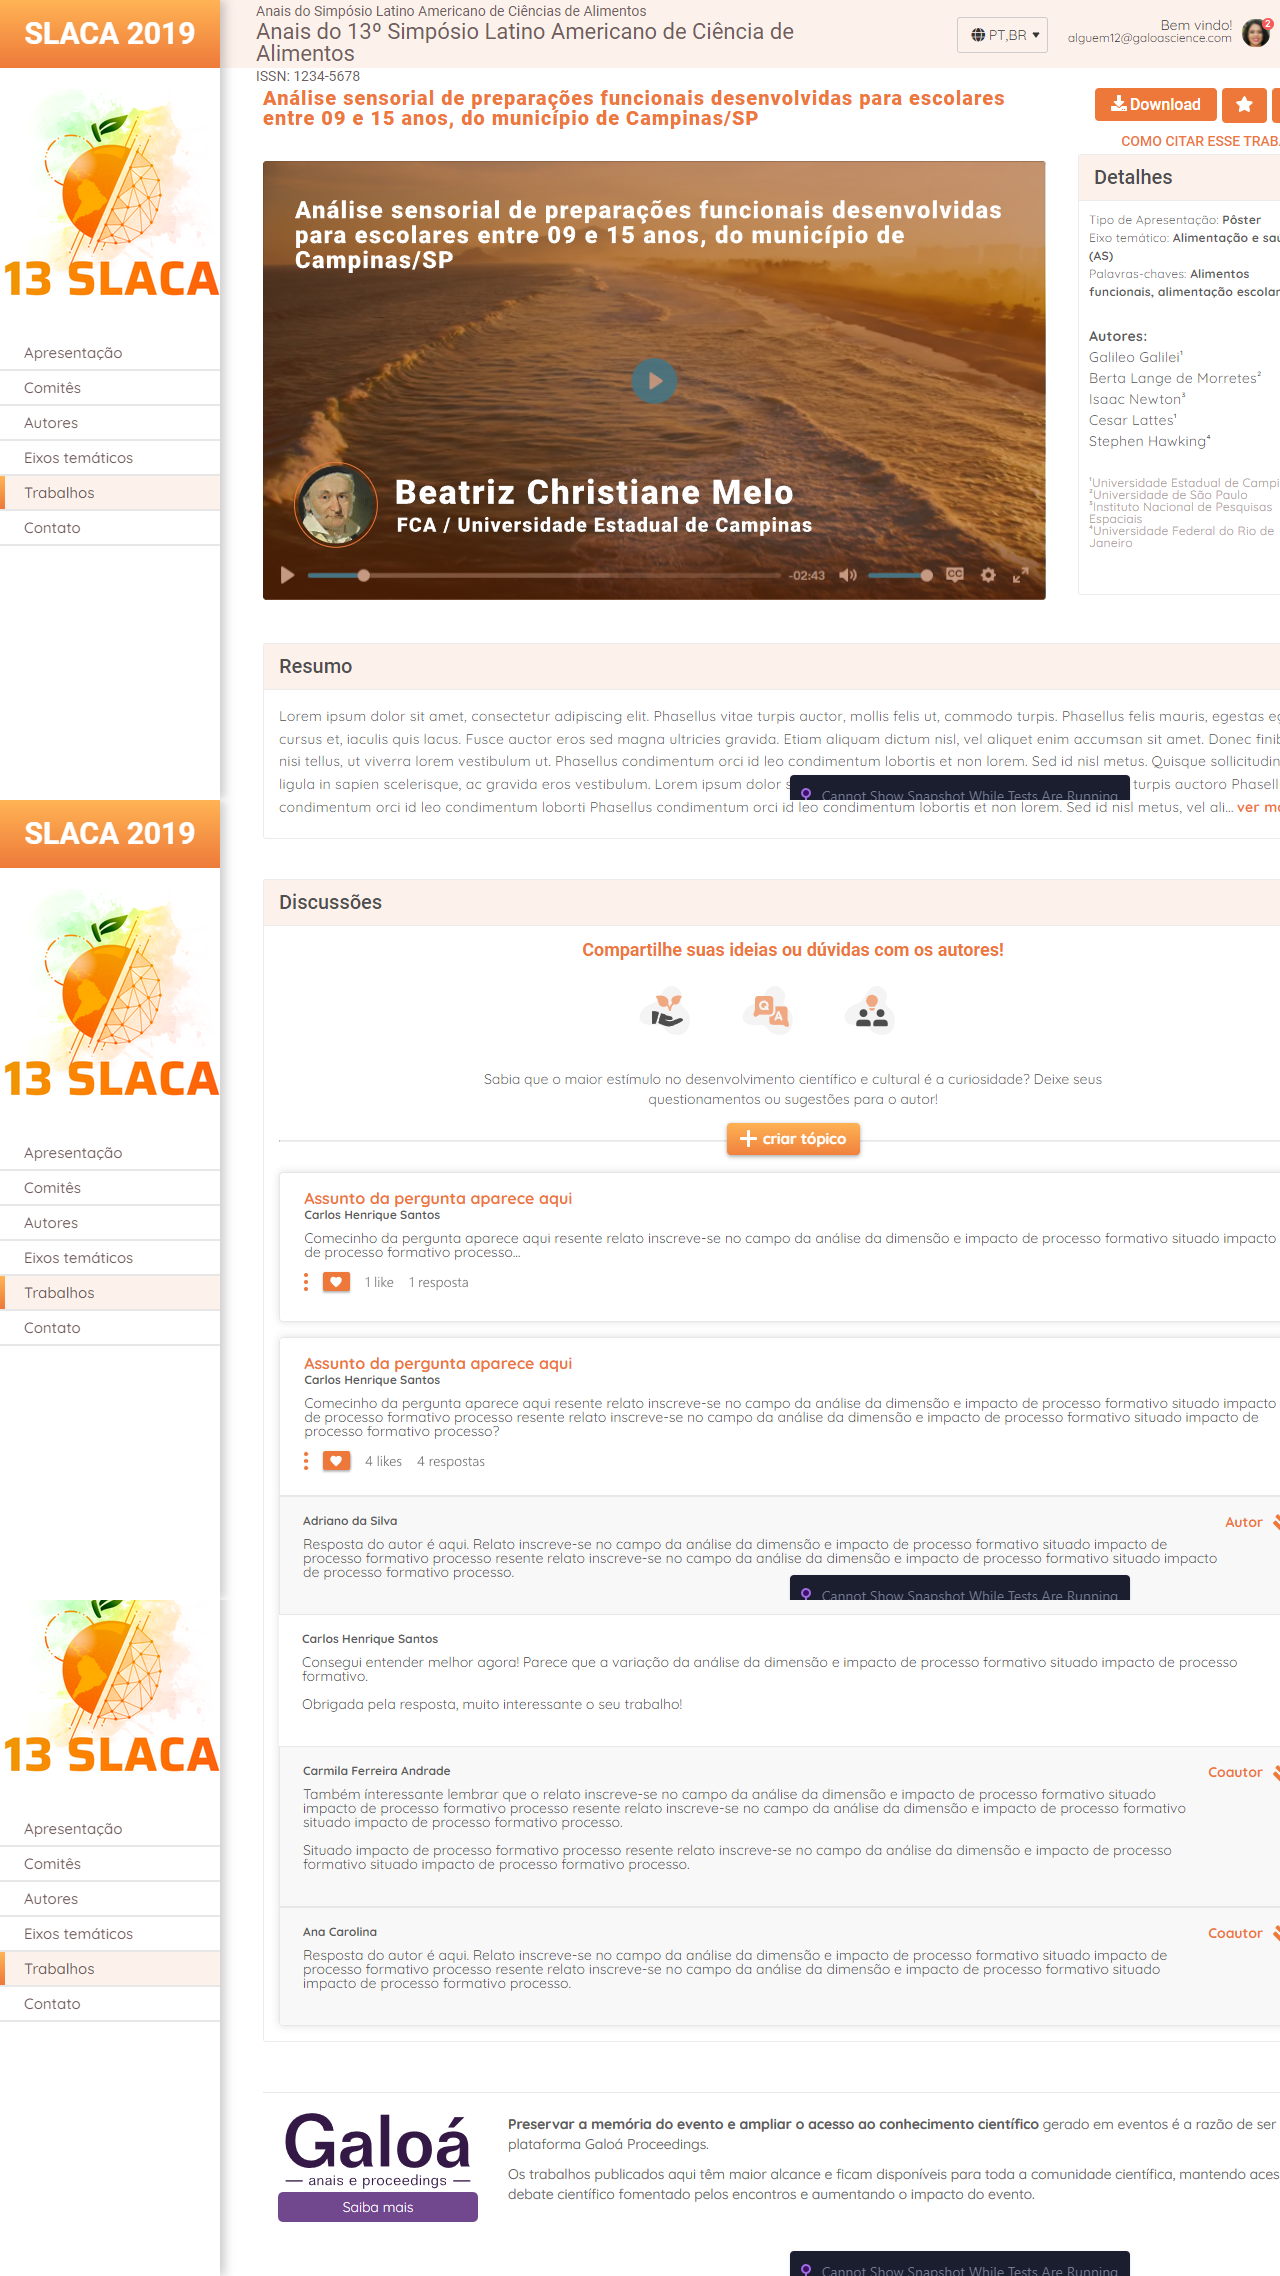 SLACA 2019
Anais do Simpósio Latino Americano de Ciências de Alimentos
Anais do 13º Simpósio Latino Americano de Ciência de
Alimentos
ISSN: 1234-5678
PT,BR
Bem vindo!
alguem12@galoascience.com
2
13 SLACA
Apresentação
Comitês
Autores
Eixos temáticos
Trabalhos
Contato
Análise sensorial de preparações funcionais desenvolvidas para escolares
entre 09 e 15 anos, do município de Campinas/SP
Download
COMO CITAR ESSE TRAB
Análise sensorial de preparações funcionais desenvolvidas
para escolares entre 09 e 15 anos, do município de
Campinas/SP
Beatriz Christiane Melo
FCA / Universidade Estadual de Campinas
-02:43
CC
Detalhes
Tipo de Apresentação: Pôster
Eixo temático: Alimentação e saú
(AS)
Palavras-chaves: Alimentos
funcionais, alimentação escolar
Autores:
Galileo Galilei¹
Berta Lange de Morretes²
Isaac Newton³
Cesar Lattes¹
Stephen Hawking⁴
¹Universidade Estadual de Campi
²Universidade de São Paulo
³Instituto Nacional de Pesquisas
Espaciais
⁴Universidade Federal do Rio de
Janeiro
Resumo
Lorem ipsum dolor sit amet, consectetur adipiscing elit. Phasellus vitae turpis auctor, mollis felis ut, commodo turpis. Phasellus felis mauris, egestas eg
cursus et, iaculis quis lacus. Fusce auctor eros sed magna ultricies gravida. Etiam aliquam dictum nisl, vel aliquet enim accumsan sit amet. Donec finib
nisi tellus, ut viverra lorem vestibulum ut. Phasellus condimentum orci id leo condimentum lobortis et non lorem. Sed id nisl metus. Quisque sollicitudin
ligula in sapien scelerisque, ac gravida eros vestibulum. Lorem ipsum dolor s turpis auctoro Phasell
Cannot Show Snapshot While Tests Are Running
condimentum orci id leo condimentum loborti Phasellus condimentum orci id leo condimentum lobortis et non lorem. Sed id nisl metus, vel ali... ver ma
SLACA 2019
13 SLACA
Apresentação
Comitês
Autores
Eixos temáticos
Trabalhos
Contato
Discussões
Compartilhe suas ideias ou dúvidas com os autores!
Q
A
Sabia que o maior estímulo no desenvolvimento científico e cultural é a curiosidade? Deixe seus
questionamentos ou sugestões para o autor!
criar tópico
Assunto da pergunta aparece aqui
Carlos Henrique Santos
Comecinho da pergunta aparece aqui resente relato inscreve-se no campo da análise da dimensão e impacto de processo formativo situado impacto
de processo formativo processo...
1 like 1 resposta
Assunto da pergunta aparece aqui
Carlos Henrique Santos
Comecinho da pergunta aparece aqui resente relato inscreve-se no campo da análise da dimensão e impacto de processo formativo situado impacto
de processo formativo processo resente relato inscreve-se no campo da análise da dimensão e impacto de processo formativo situado impacto de
processo formativo processo?
4 likes 4 respostas
Adriano da Silva
Autor
Resposta do autor é aqui. Relato inscreve-se no campo da análise da dimensão e impacto de processo formativo situado impacto de
processo formativo processo resente relato inscreve-se no campo da análise da dimensão e impacto de processo formativo situado impacto
de processo formativo processo.
Cannot Show Snapshot While Tests Are Running
13 SLACA
Apresentação
Comitês
Autores
Eixos temáticos
Trabalhos
Contato
Carlos Henrique Santos
Consegui entender melhor agora! Parece que a variação da análise da dimensão e impacto de processo formativo situado impacto de processo
formativo.
Obrigada pela resposta, muito interessante o seu trabalho!
Carmila Ferreira Andrade
Coautor
Também ínteressante lembrar que o relato inscreve-se no campo da análise da dimensão e impacto de processo formativo situado
impacto de processo formativo processo resente relato inscreve-se no campo da análise da dimensão e impacto de processo formativo
situado impacto de processo formativo processo.
Situado impacto de processo formativo processo resente relato inscreve-se no campo da análise da dimensão e impacto de processo
formativo situado impacto de processo formativo processo.
Ana Carolina
Coautor
Resposta do autor é aqui. Relato inscreve-se no campo da análise da dimensão e impacto de processo formativo situado impacto de
processo formativo processo resente relato inscreve-se no campo da análise da dimensão e impacto de processo formativo situado
impacto de processo formativo processo.
Galoá
anais e proceedings
Saiba mais
Preservar a memória do evento e ampliar o acesso ao conhecimento científico gerado em eventos é a razão de ser
plataforma Galoá Proceedings.
Os trabalhos publicados aqui têm maior alcance e ficam disponíveis para toda a comunidade científica, mantendo aces
debate científico fomentado pelos encontros e aumentando o impacto do evento.
Cannot Show Snapshot While Tests Are Running